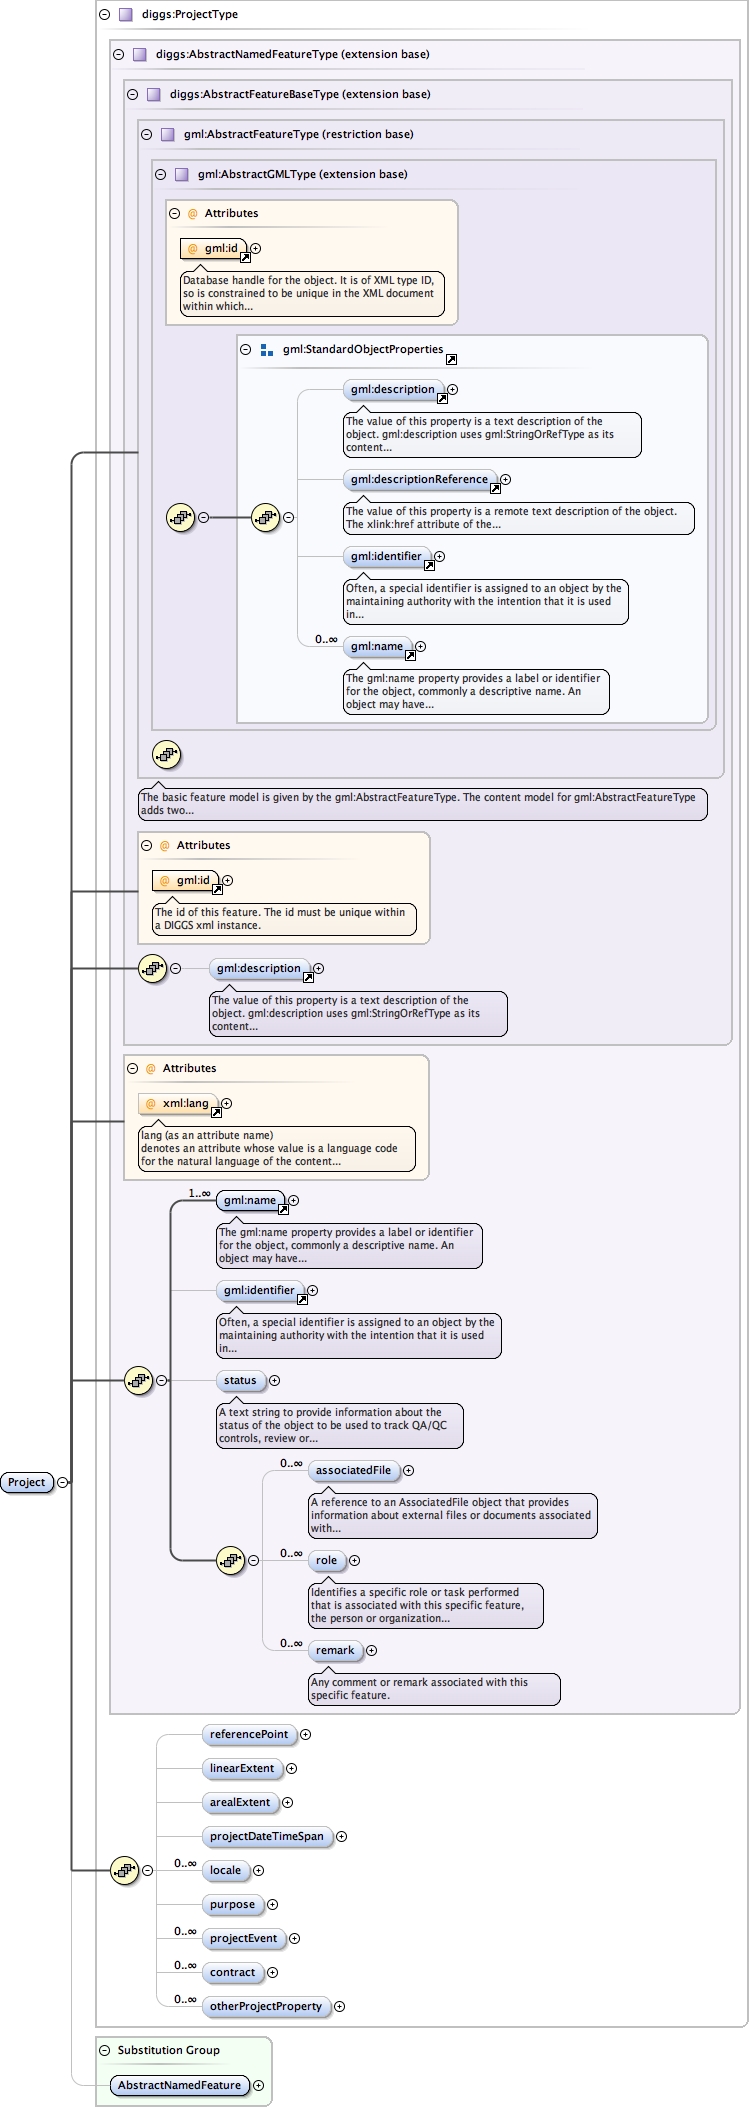 diggs:ProjectType
diggs:AbstractNamedFeatureType (extension base)
diggs:AbstractFeatureBaseType (extension base)
gml:AbstractFeatureType (restriction base)
gml:AbstractGMLType (extension base)
@ Attributes
@ gml:id
Database handle for the object. It is of XML type ID,
so is constrained to be unique in the XML document
within which...
gml:StandardObjectProperties
gml:description
The value of this property is a text description of the
object. gml:description uses gml:StringOrRefType as its
content...
gml:descriptionReference
The value of this property is a remote text description of the object.
The xlink:href attribute of the...
gml:identifier
Often, a special identifier is assigned to an object by the
maintaining authority with the intention that it is used
in...
0..∞
gml:name
The gml:name property provides a label or identifier
for the object, commonly a descriptive name. An
object may have...
The basic feature model is given by the gml:AbstractFeatureType. The content model for gml:AbstractFeatureType
adds two...
@ Attributes
@ gml:id
The id of this feature. The id must be unique within
a DIGGS xml instance.
gml:description
The value of this property is a text description of the
object. gml:description uses gml:StringOrRefType as its
content...
@ Attributes
@ xml:lang
lang (as an attribute name)
denotes an attribute whose value is a language code
for the natural language of the content...
1..∞
gml:name
The gml:name property provides a label or identifier
for the object, commonly a descriptive name. An
object may have...
gml:identifier
Often, a special identifier is assigned to an object by the
maintaining authority with the intention that it is used
in...
status
A text string to provide information about the
status of the object to be used to track QA/QC
controls, review or...
Project
0..∞
associatedFile
A reference to an AssociatedFile object that provides
information about external files or documents associated
with...
0..∞
role
Identifies a specific role or task performed
that is associated with this specific feature,
the person or organization...
0..∞
remark
Any comment or remark associated with this
specific feature.
referencePoint
linearExtent
arealExtent
projectDateTimeSpan
0..∞
locale
purpose
0..∞
projectEvent
0..∞
contract
0..∞
otherProjectProperty
Substitution Group
AbstractNamedFeature